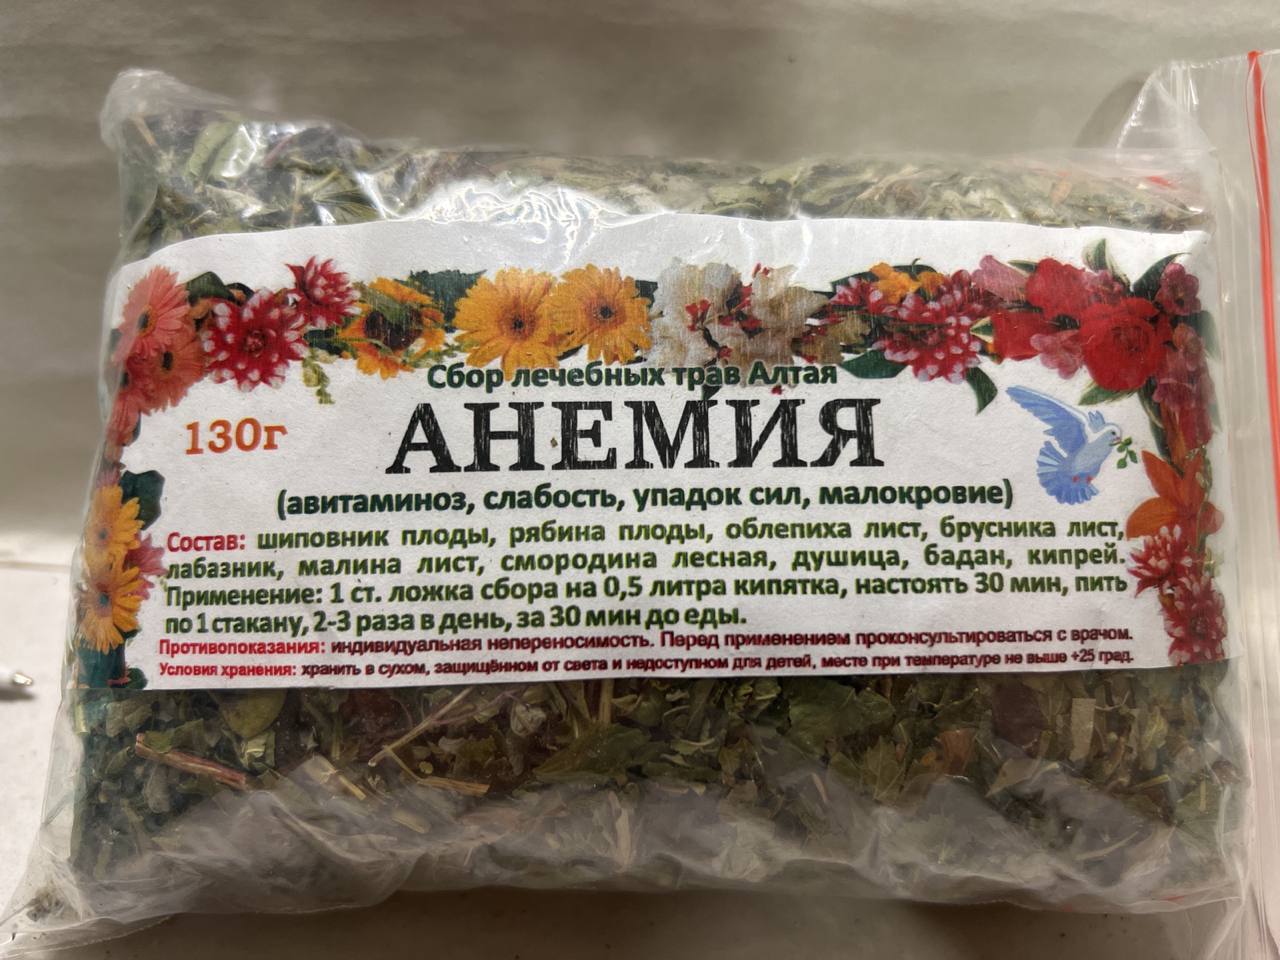 Сбор лечебных трав Алтая
130г
АНЕМИЯ
(авитаминоз, слабость, упадок сил, малокровие)
Состав: шиповник плоды, рябина плоды, облепиха лист, брусника лист,
лабазник, малина лист, смородина лесная, душица, бадан, кипрей.
Применение: 1 ст. ложка сбора на 0,5 литра кипятка, настоять 30 мин, пить
по 1 стакану, 2-3 раза в день, за 30 мин до еды.
Противопоказания: индивидуальная непереносимость. Перед применением проконсультироваться с врачом.
Условия хранения: хранить в сухом, защищённом от света и недоступном для детей, месте при температуре не выше +25 град.